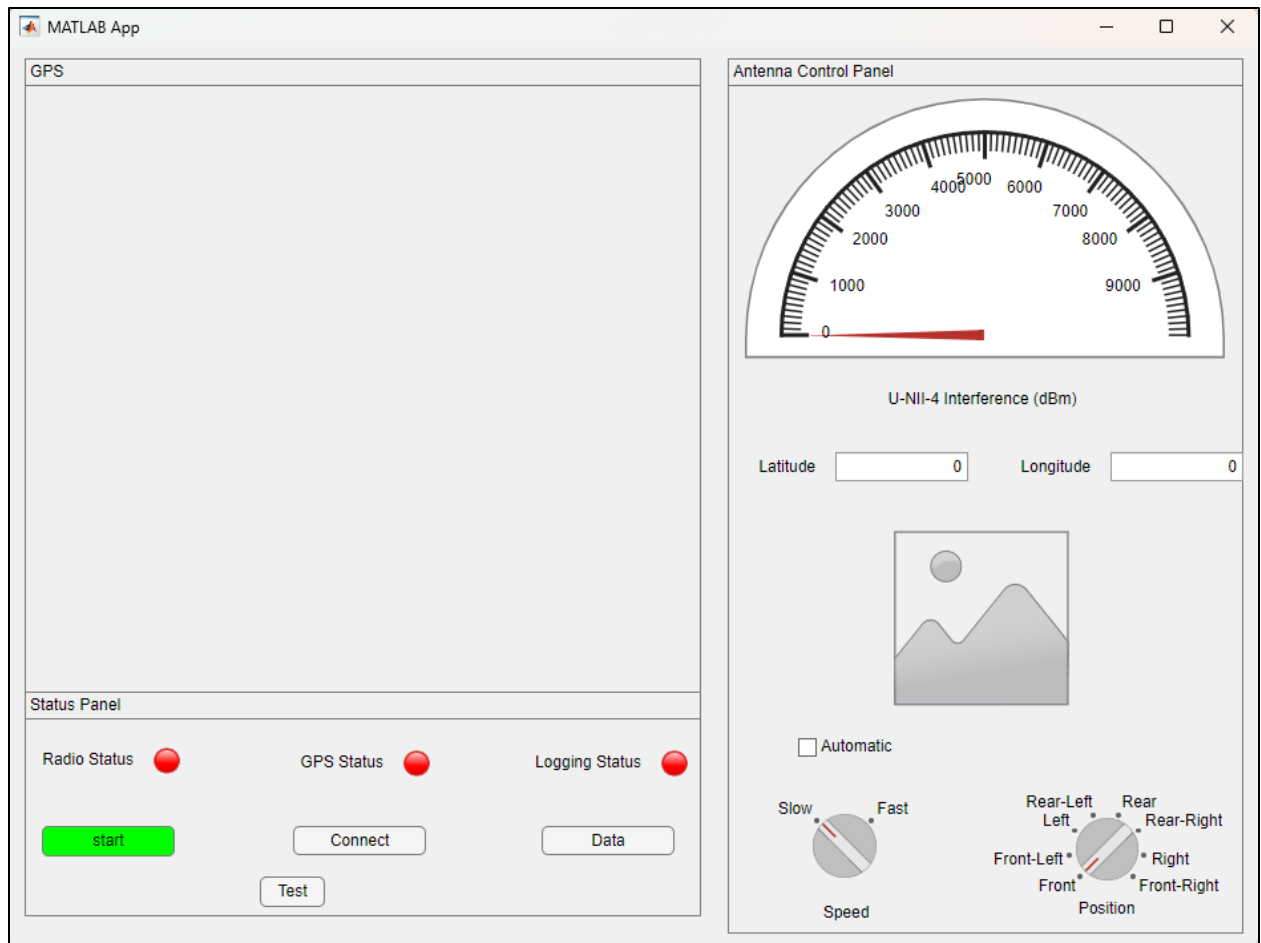 MATLAB App
GPS
Antenna Control Panel
0
1000
2000
3000
4000
5000
6000
7000
8000
9000
U-NII-4 Interference (dBm)
Latitude 0 Longitude 0
Automatic
Slow Fast
Speed
Rear-Left Rear
Left Rear-Right
Front-Left Right
Front Front-Right
Position
Status Panel
Radio Status GPS Status Logging Status
start Connect Data
Test